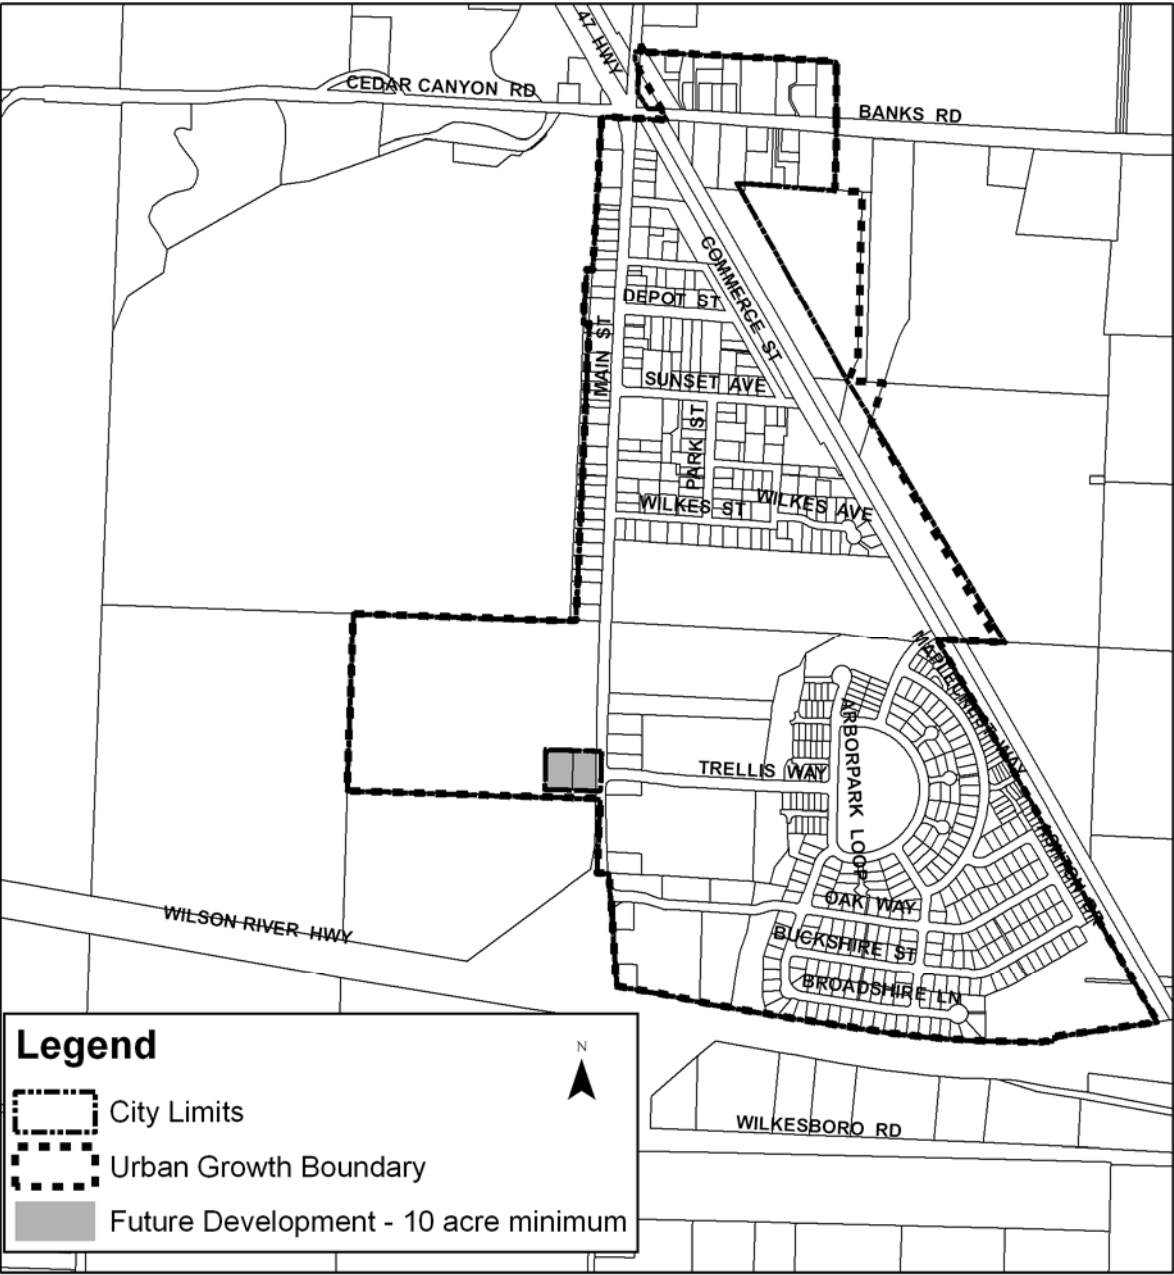 47 HWY
CEDAR CANYON RD
BANKS RD
COMMERCE ST
DEPOT ST
MAIN ST
SUNSET AVE
PARK ST
WILKES ST
WILKES AVE
MAPLECREST WAY
ARBORPARK LOOP
TRELLIS WAY
OAK WAY
WILSON RIVER HWY
BUCKSHIRE ST
BROADSHIRE LN
Legend
N
City Limits
Urban Growth Boundary
WILKESBORO RD
Future Development - 10 acre minimum